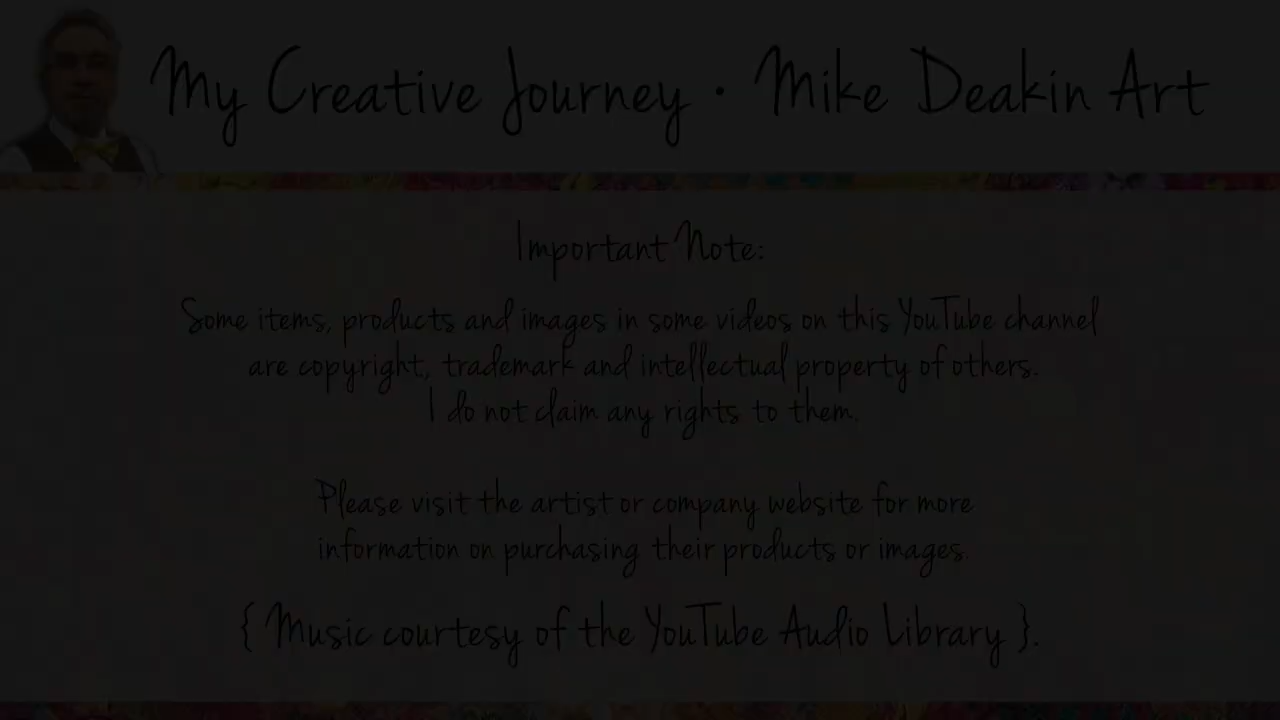 My Creative Journey • Mike Deakin Art
Important Note:
Some items, products and images in some videos on this YouTube channel
are copyright, trademark and intellectual property of others.
I do not claim any rights to them.
Please visit the artist or company website for more
information on purchasing their products or images.
{ Music courtesy of the YouTube Audio Library }.